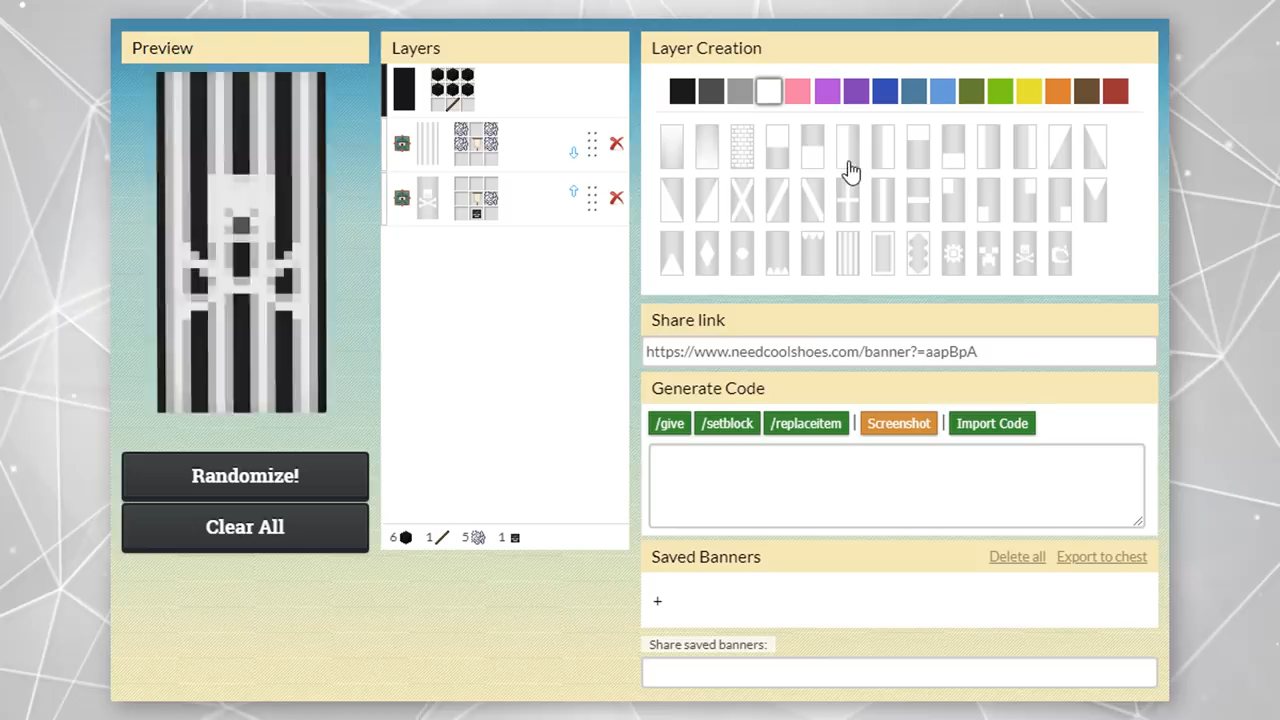 Preview
Layers
Layer Creation
Share link
https://www.needcoolshoes.com/banner?=aapBpA
Generate Code
/give /setblock /replaceitem | Screenshot | Import Code
Randomize!
Clear All
6 1 5 1
Saved Banners Delete all Export to chest
+
Share saved banners: